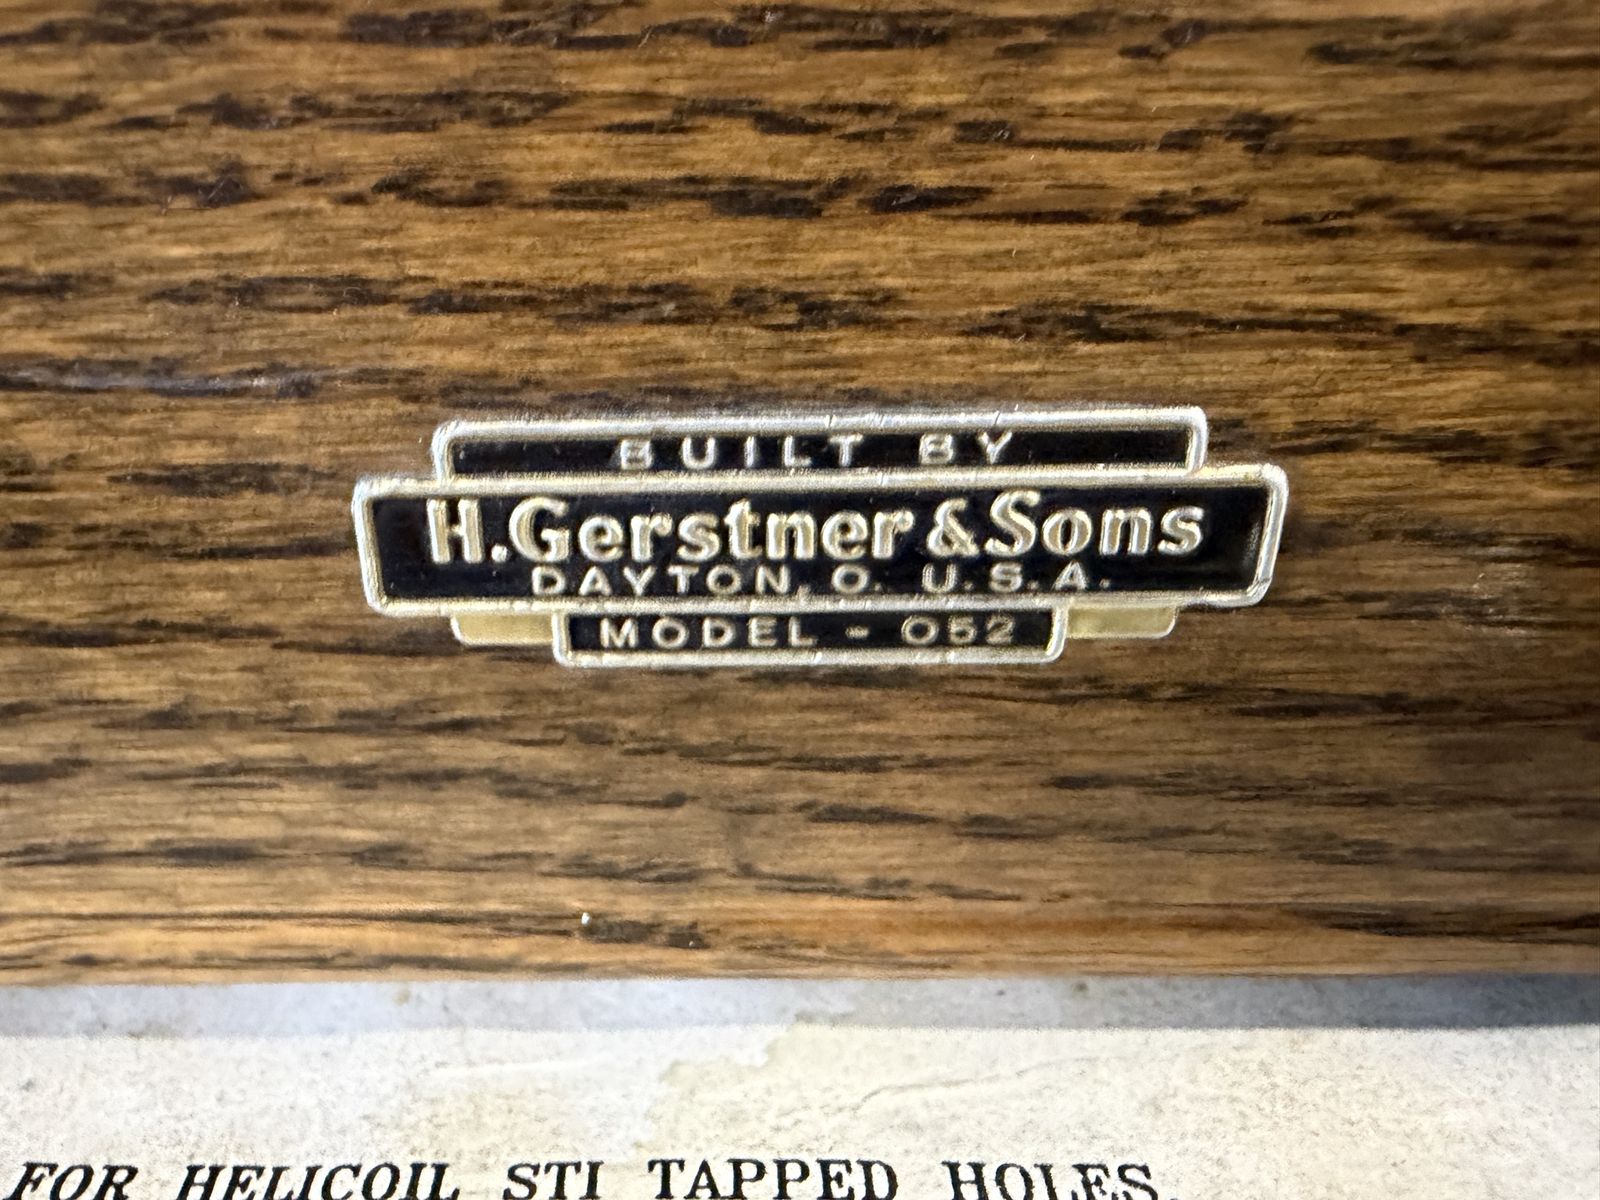 BUILT BY
H. Gerstner & Sons
DAYTON, O. U.S.A.
MODEL - 052
FOR HELICOIL STI TAPPED HOLES.